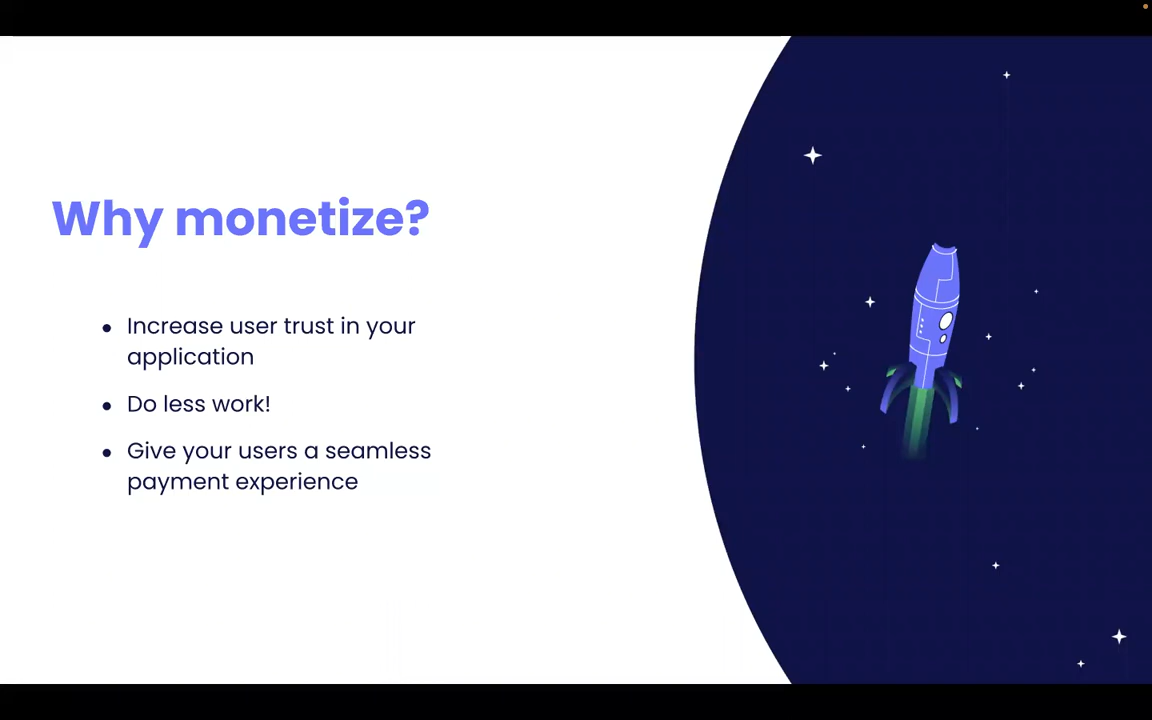 Why monetize?
● Increase user trust in your
application
● Do less work!
● Give your users a seamless
payment experience